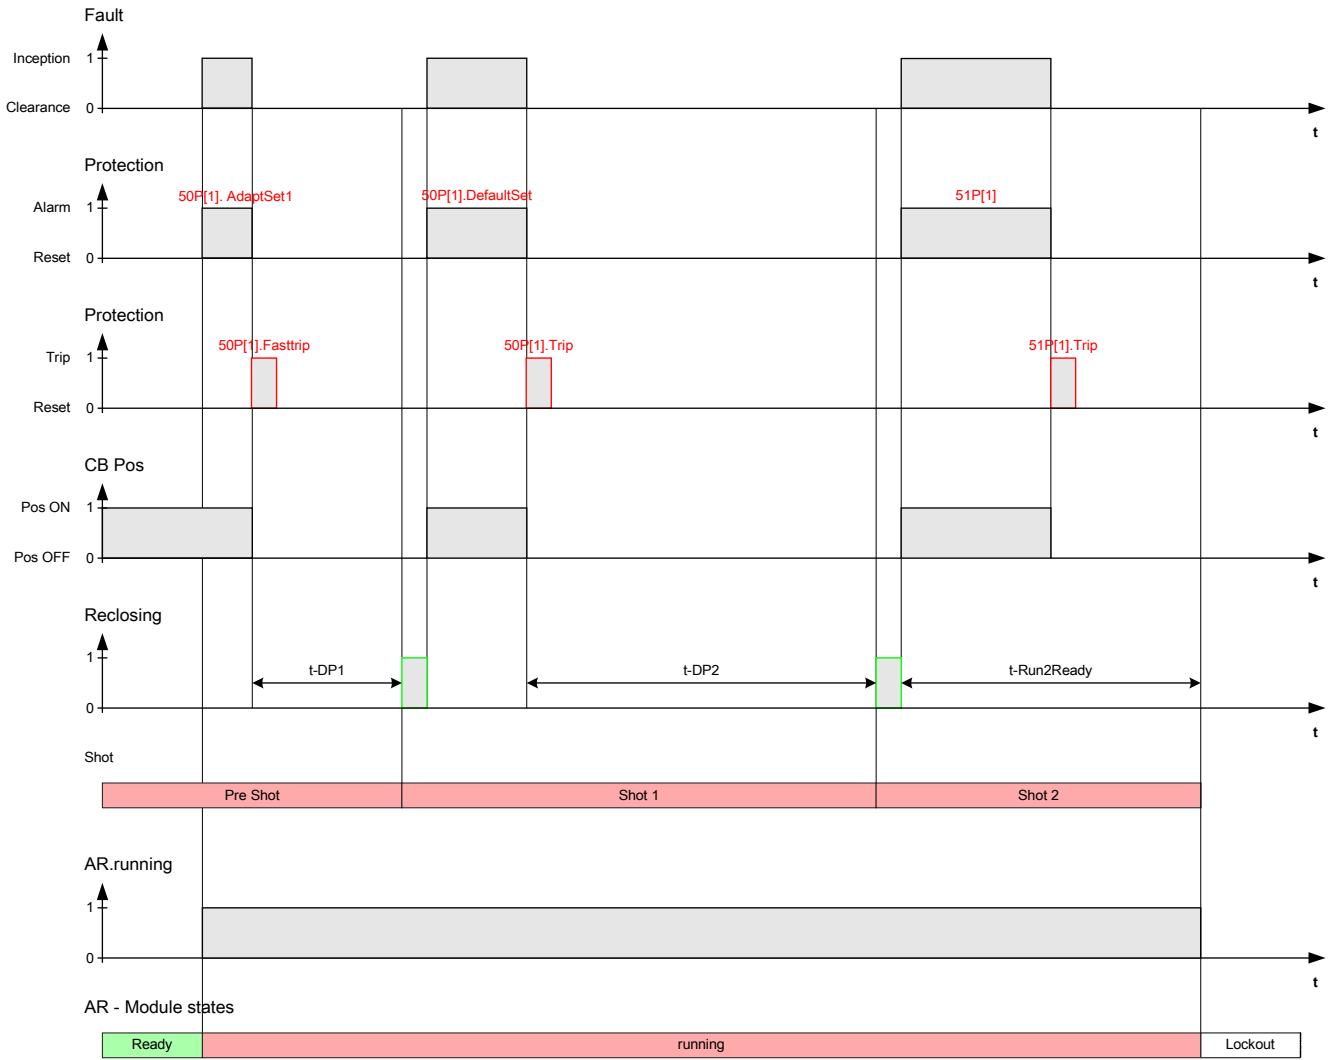 Fault
Inception 1
Clearance 0
t
Protection
50P[1]. AdaptSet1 50P[1].DefaultSet 51P[1]
Alarm 1
Reset 0
t
Protection
50P[1].Fasttrip 50P[1].Trip 51P[1].Trip
Trip 1
Reset 0
t
CB Pos
Pos ON 1
Pos OFF 0
t
Reclosing
1
t-DP1 t-DP2 t-Run2Ready
0
t
Shot
Pre Shot Shot 1 Shot 2
AR.running
1
0
t
AR - Module states
Ready running Lockout